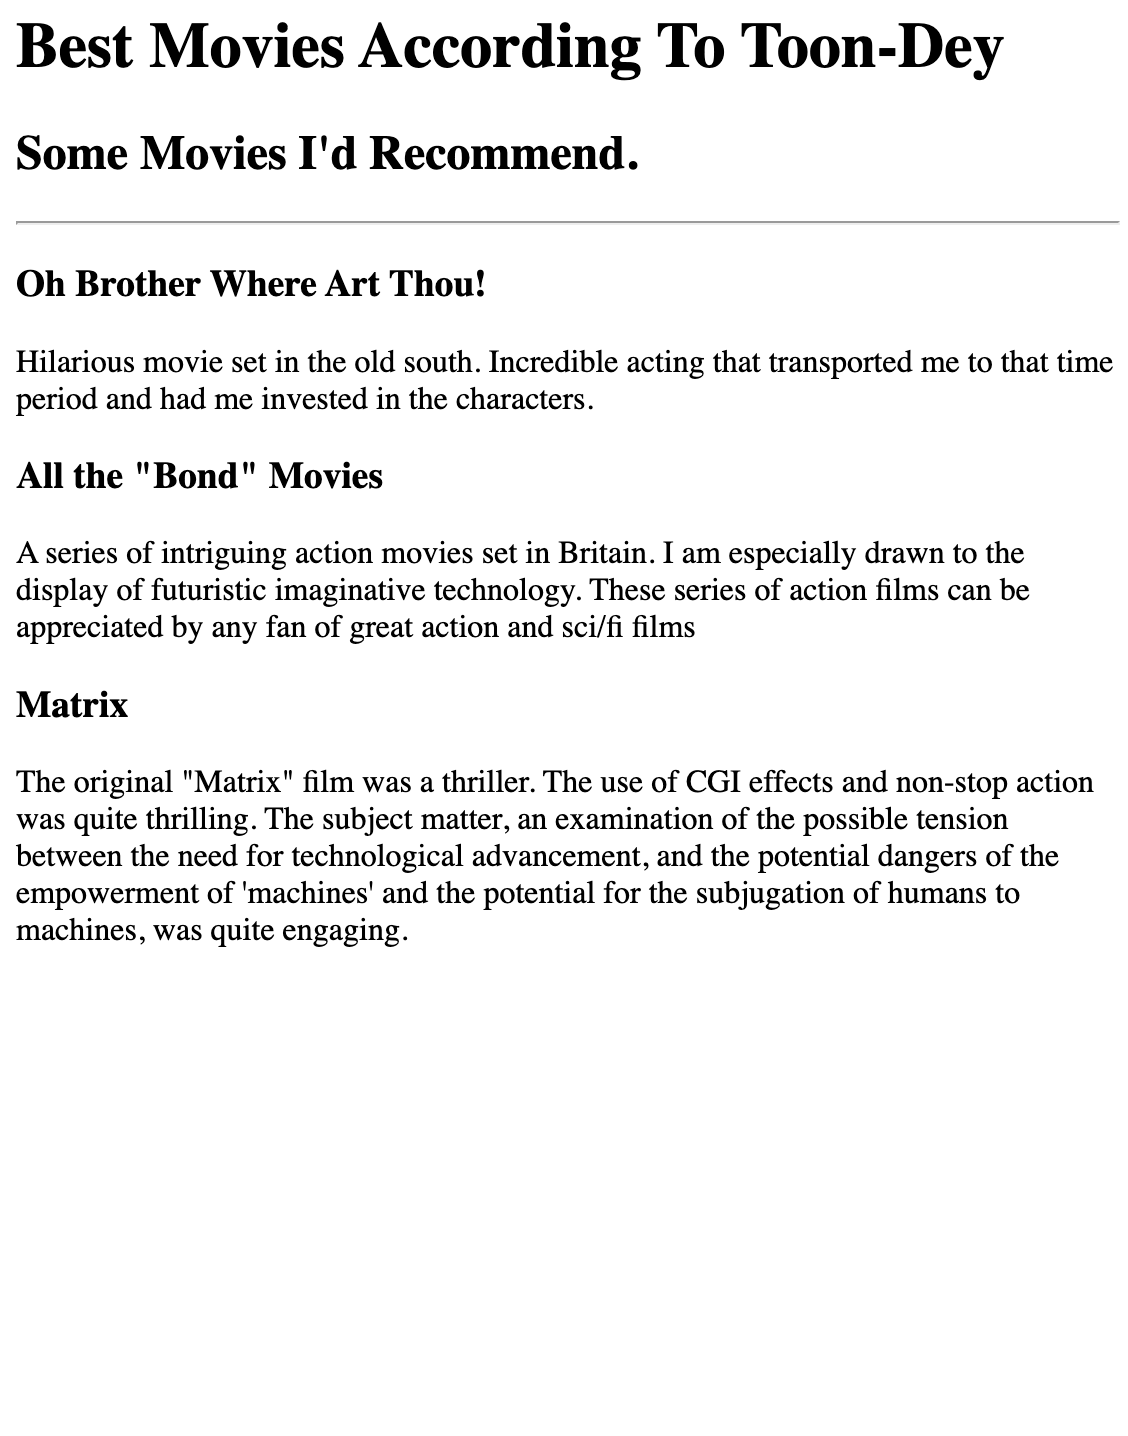 Best Movies According To Toon-Dey
Some Movies I'd Recommend.
Oh Brother Where Art Thou!
Hilarious movie set in the old south. Incredible acting that transported me to that time
period and had me invested in the characters.
All the "Bond" Movies
A series of intriguing action movies set in Britain. I am especially drawn to the
display of futuristic imaginative technology. These series of action films can be
appreciated by any fan of great action and sci/fi films
Matrix
The original "Matrix" film was a thriller. The use of CGI effects and non-stop action
was quite thrilling. The subject matter, an examination of the possible tension
between the need for technological advancement, and the potential dangers of the
empowerment of 'machines' and the potential for the subjugation of humans to
machines, was quite engaging.